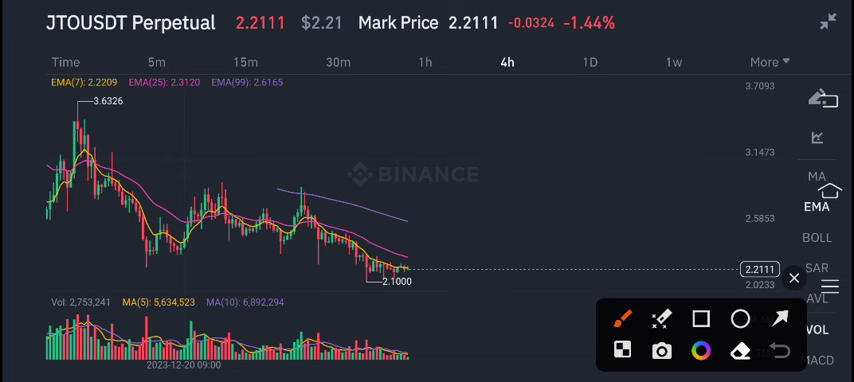 JTOUSDT Perpetual 2.2111 $2.21 Mark Price 2.2111 -0.0324 -1.44%
Time 5m 15m 30m 1h 4h 1D 1w More
EMA(7): 2.2209 EMA(25): 2.3120 EMA(99): 2.6165
3.7093
3.6326
3.1473
BINANCE
MA
EMA
2.5853
BOLL
2.2111
SAR
2.1000
2.0233
AVL
Vol: 2,753,241 MA(5): 5,634,523 MA(10): 6,892,294
VOL
MACD
2023-12-20 09:00